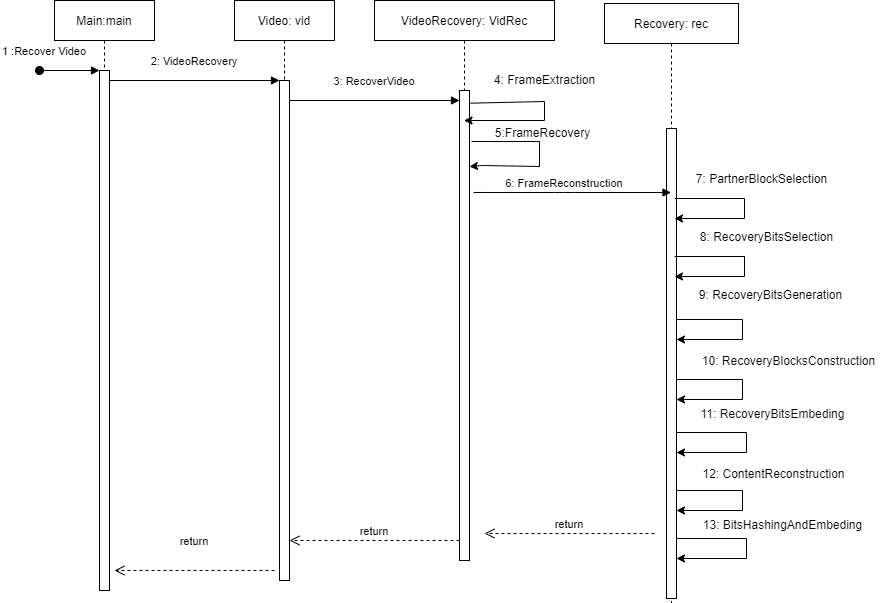 Main:main
Video: vid
VideoRecovery: VidRec
Recovery: rec
1 :Recover Video
2: VideoRecovery
3: RecoverVideo
4: FrameExtraction
5:FrameRecovery
6: FrameReconstruction
7: PartnerBlockSelection
8: RecoveryBitsSelection
9: RecoveryBitsGeneration
10: RecoveryBlocksConstruction
11: RecoveryBitsEmbeding
12: ContentReconstruction
13: BitsHashingAndEmbeding
return
return
return